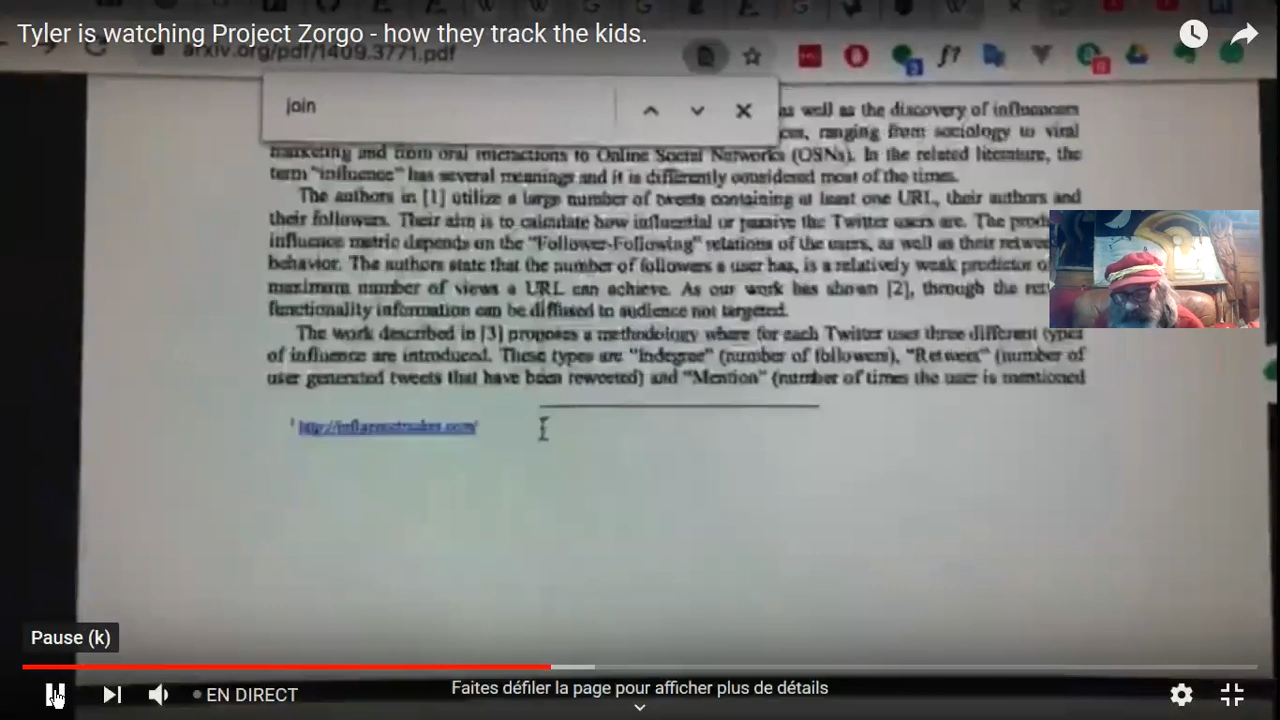 Tyler is watching Project Zorgo - how they track the kids.
arxiv.org/pdf/1409.3771.pdf
join
as well as the discovery of influencers
ces, ranging from sociology to viral
marketing and from oral interactions to Online Social Networks (OSNs). In the related literature, the
term "influence" has several meanings and it is differently considered most of the times.
The authors in [1] utilize a large number of tweets containing at least one URL, their authors and
their followers. Their aim is to calculate how influential or passive the Twitter users are. The prod
influence metric depends on the "Follower-Following" relations of the users, as well as their retwe
behavior. The authors state that the number of followers a user has, is a relatively weak predictor o
maximum number of views a URL can achieve. As our work has shown [2], through the ret
functionality information can be diffused to audience not targeted.
The work described in [3] proposes a methodology where for each Twitter user three different types
of influence are introduced. These types are "Indegree" (number of followers), "Retweet" (number of
user generated tweets that have been retweeted) and "Mention" (number of times the user is mentioned
1
Pause (k)
EN DIRECT
Faites défiler la page pour afficher plus de détails